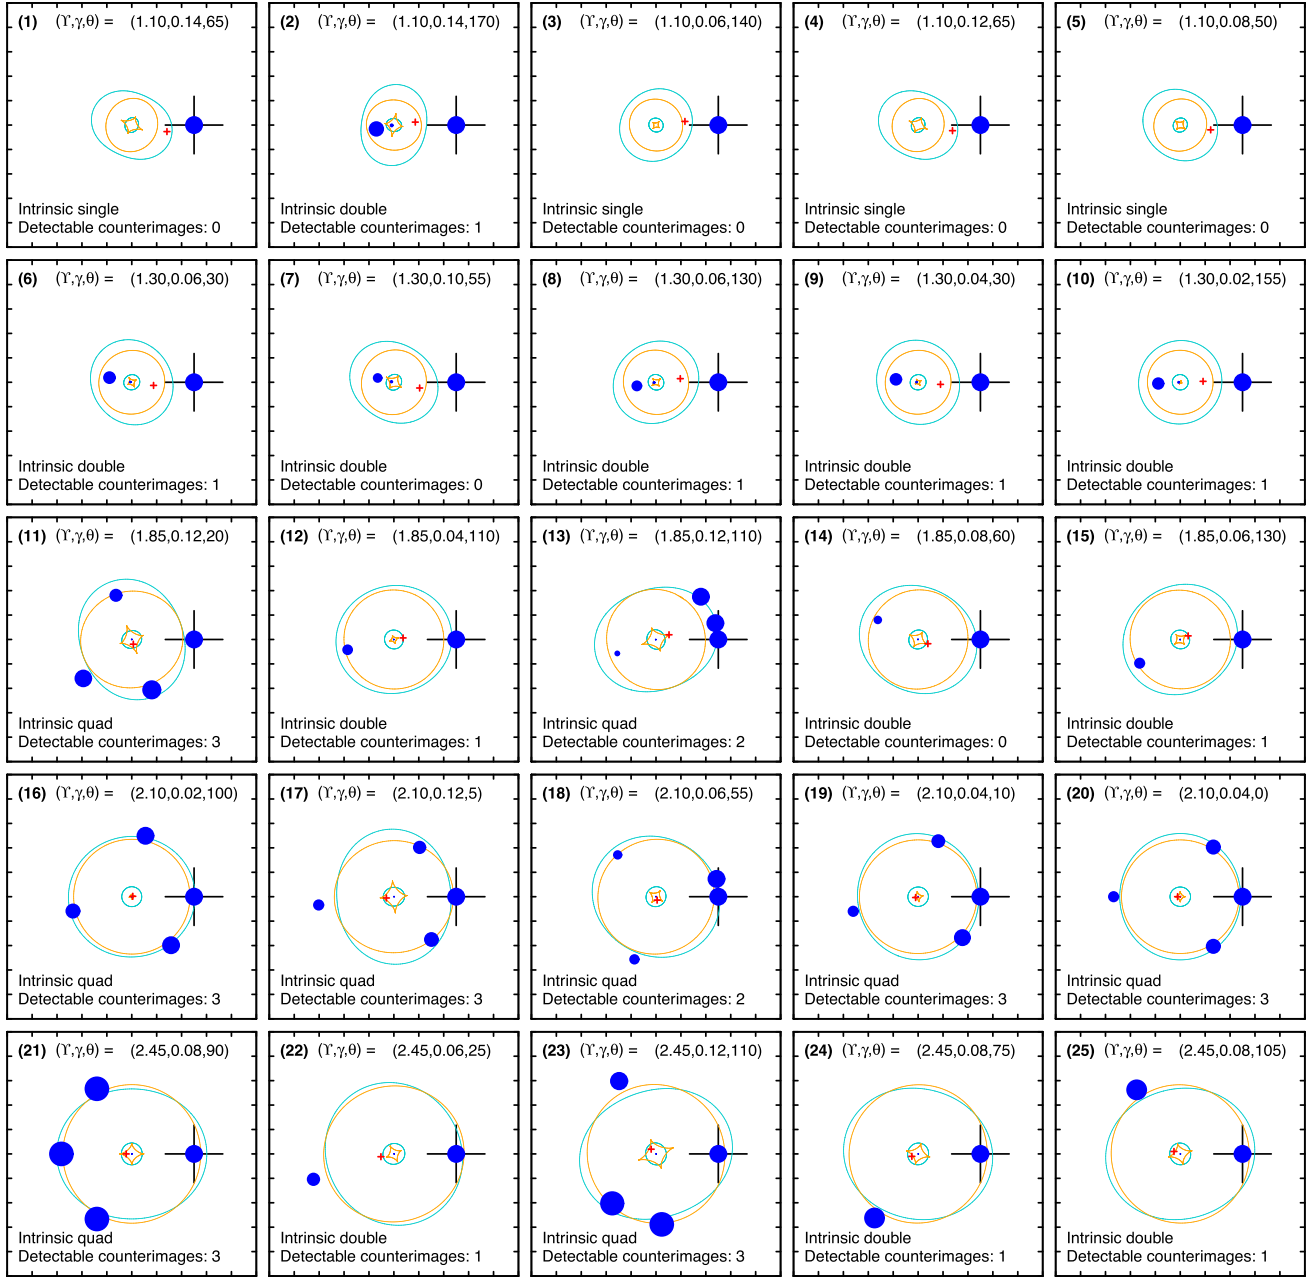 (1) (ϒ,γ,θ) = (1.10,0.14,65)
Intrinsic single
Detectable counterimages: 0
(2) (ϒ,γ,θ) = (1.10,0.14,170)
Intrinsic double
Detectable counterimages: 1
(3) (ϒ,γ,θ) = (1.10,0.06,140)
Intrinsic single
Detectable counterimages: 0
(4) (ϒ,γ,θ) = (1.10,0.12,65)
Intrinsic single
Detectable counterimages: 0
(5) (ϒ,γ,θ) = (1.10,0.08,50)
Intrinsic single
Detectable counterimages: 0
(6) (ϒ,γ,θ) = (1.30,0.06,30)
Intrinsic double
Detectable counterimages: 1
(7) (ϒ,γ,θ) = (1.30,0.10,55)
Intrinsic double
Detectable counterimages: 0
(8) (ϒ,γ,θ) = (1.30,0.06,130)
Intrinsic double
Detectable counterimages: 1
(9) (ϒ,γ,θ) = (1.30,0.04,30)
Intrinsic double
Detectable counterimages: 1
(10) (ϒ,γ,θ) = (1.30,0.02,155)
Intrinsic double
Detectable counterimages: 1
(11) (ϒ,γ,θ) = (1.85,0.12,20)
Intrinsic quad
Detectable counterimages: 3
(12) (ϒ,γ,θ) = (1.85,0.04,110)
Intrinsic double
Detectable counterimages: 1
(13) (ϒ,γ,θ) = (1.85,0.12,110)
Intrinsic quad
Detectable counterimages: 2
(14) (ϒ,γ,θ) = (1.85,0.08,60)
Intrinsic double
Detectable counterimages: 0
(15) (ϒ,γ,θ) = (1.85,0.06,130)
Intrinsic double
Detectable counterimages: 1
(16) (ϒ,γ,θ) = (2.10,0.02,100)
Intrinsic quad
Detectable counterimages: 3
(17) (ϒ,γ,θ) = (2.10,0.12,5)
Intrinsic quad
Detectable counterimages: 3
(18) (ϒ,γ,θ) = (2.10,0.06,55)
Intrinsic quad
Detectable counterimages: 2
(19) (ϒ,γ,θ) = (2.10,0.04,10)
Intrinsic quad
Detectable counterimages: 3
(20) (ϒ,γ,θ) = (2.10,0.04,0)
Intrinsic quad
Detectable counterimages: 3
(21) (ϒ,γ,θ) = (2.45,0.08,90)
Intrinsic quad
Detectable counterimages: 3
(22) (ϒ,γ,θ) = (2.45,0.06,25)
Intrinsic double
Detectable counterimages: 1
(23) (ϒ,γ,θ) = (2.45,0.12,110)
Intrinsic quad
Detectable counterimages: 3
(24) (ϒ,γ,θ) = (2.45,0.08,75)
Intrinsic double
Detectable counterimages: 1
(25) (ϒ,γ,θ) = (2.45,0.08,105)
Intrinsic double
Detectable counterimages: 1